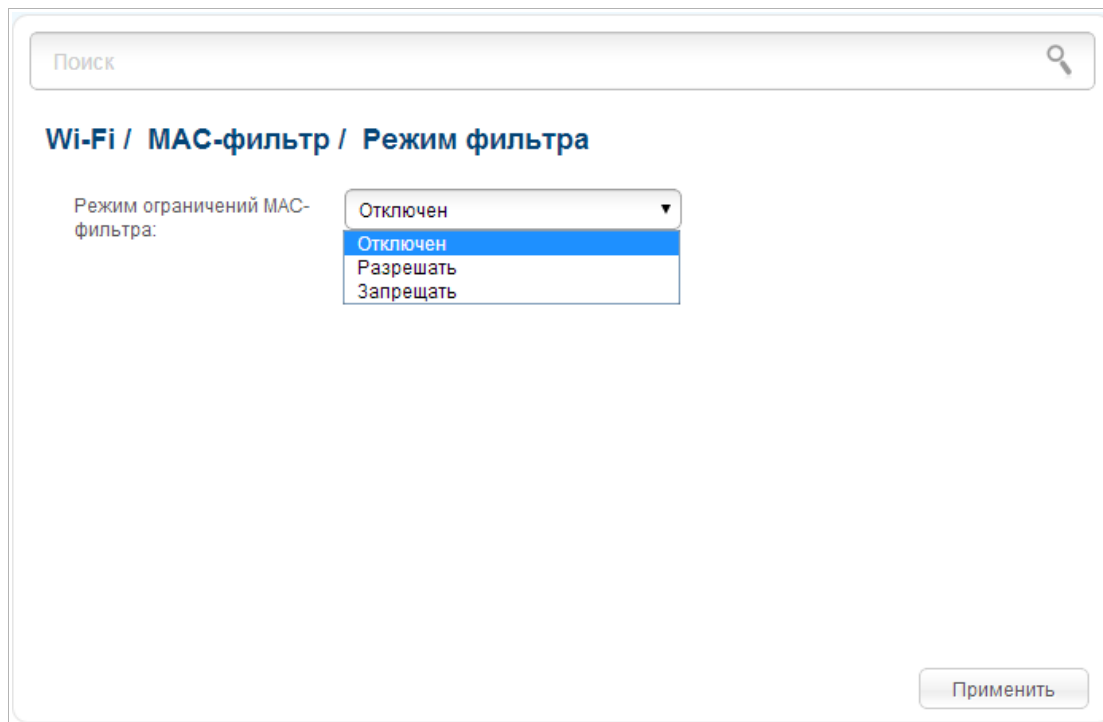 Поиск
Wi-Fi / MAC-фильтр / Режим фильтра
Режим ограничений MAC-
фильтра:
Отключен
Отключен
Разрешать
Запрещать
Применить